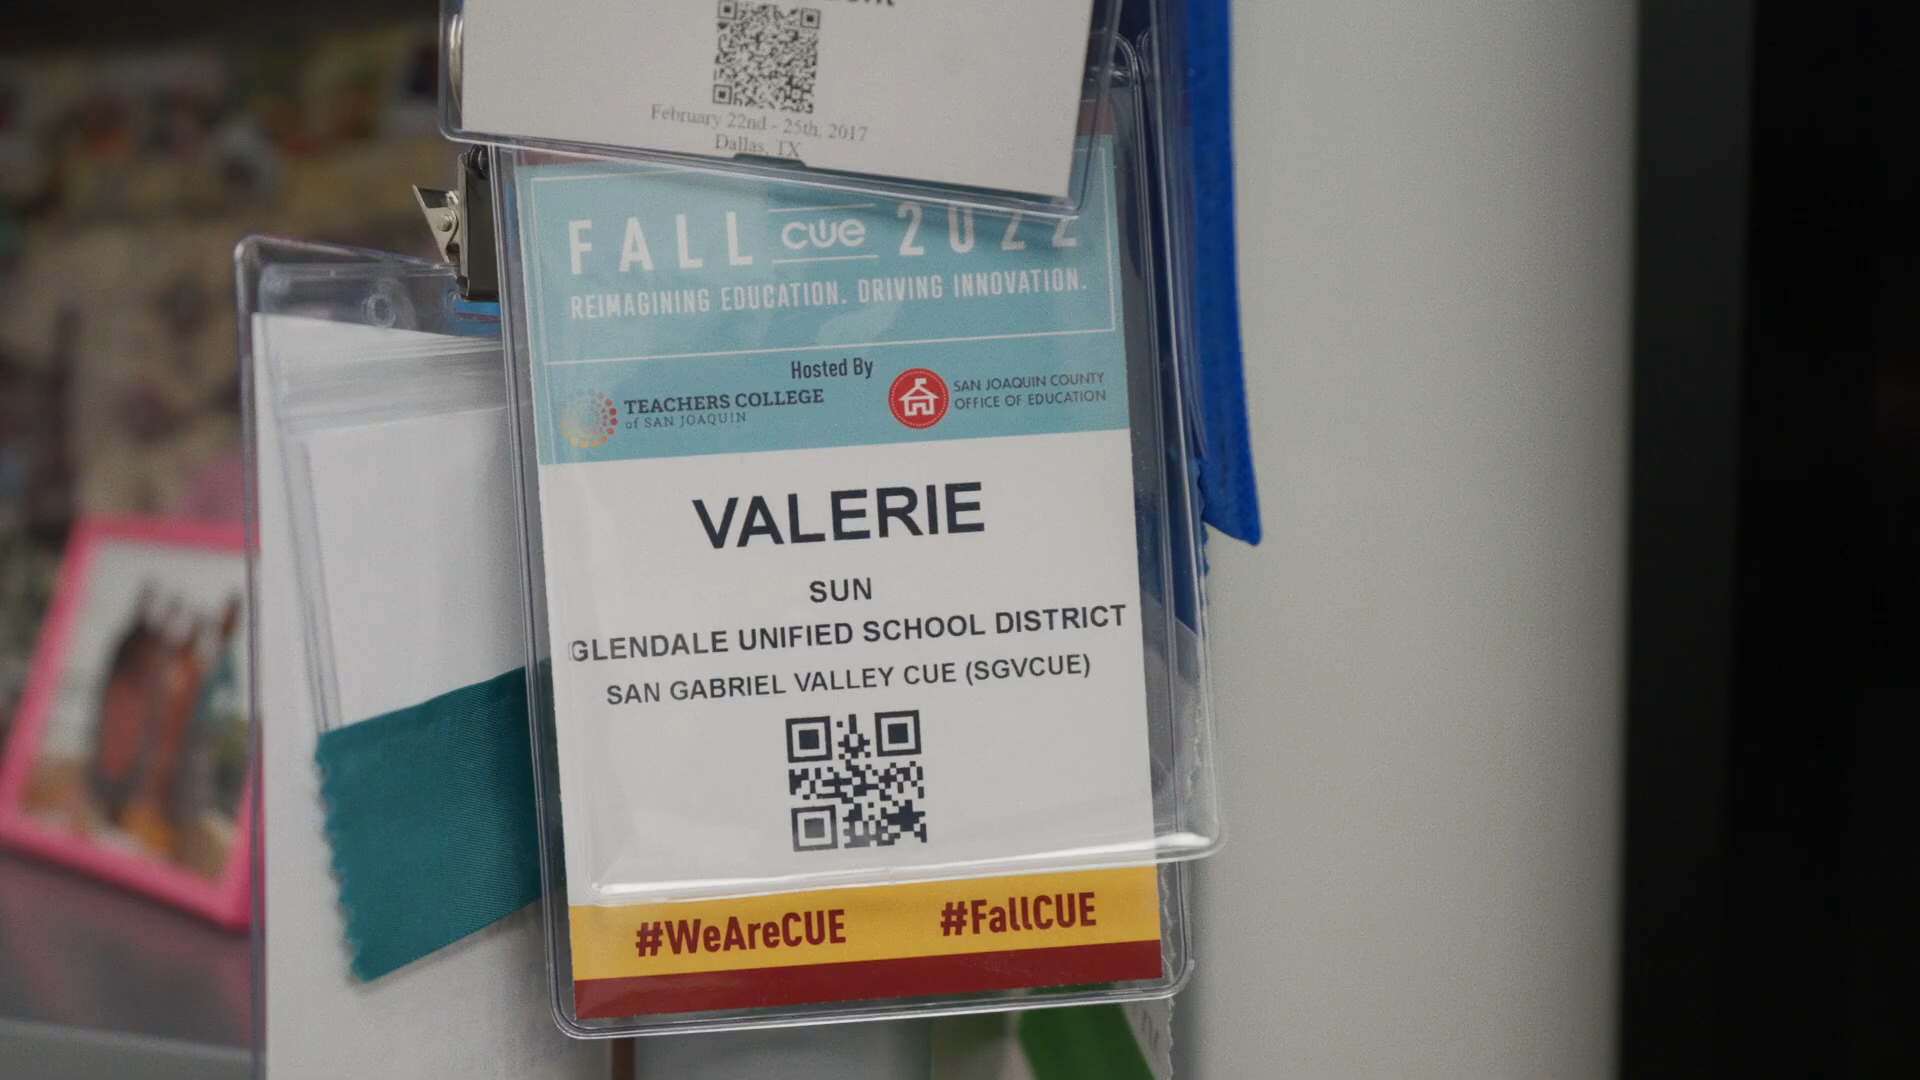 February 22nd - 25th, 2017
Dallas, TX
FALL cue 2022
REIMAGINING EDUCATION. DRIVING INNOVATION.
Hosted By
TEACHERS COLLEGE
of SAN JOAQUIN
SAN JOAQUIN COUNTY
OFFICE OF EDUCATION
VALERIE
SUN
GLENDALE UNIFIED SCHOOL DISTRICT
SAN GABRIEL VALLEY CUE (SGVCUE)
#WeAreCUE #FallCUE